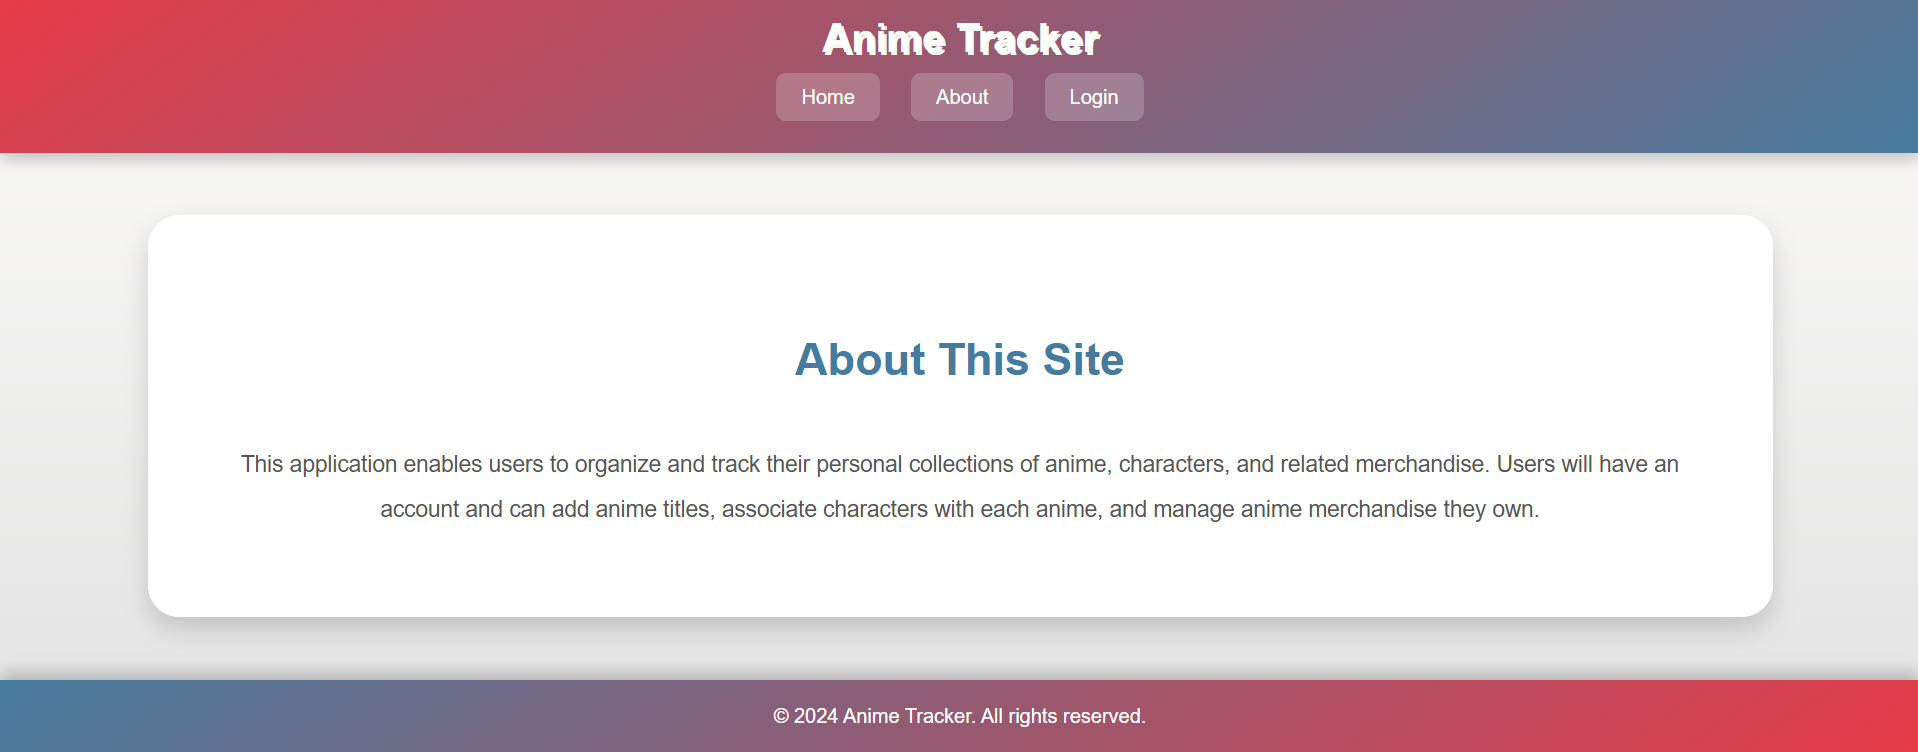 Anime Tracker
Home About Login
About This Site
This application enables users to organize and track their personal collections of anime, characters, and related merchandise. Users will have an
account and can add anime titles, associate characters with each anime, and manage anime merchandise they own.
© 2024 Anime Tracker. All rights reserved.